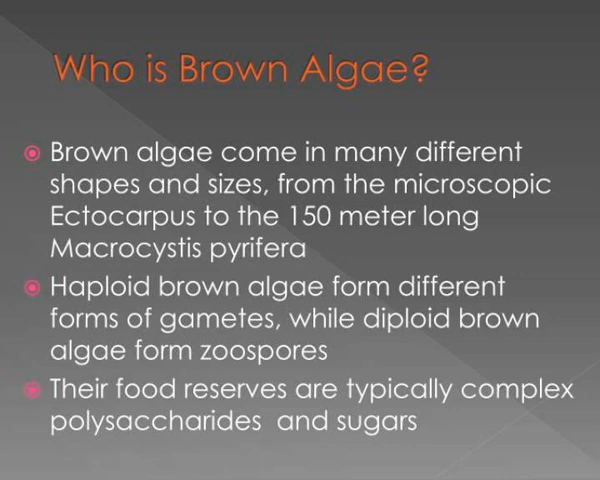 Who is Brown Algae?
Brown algae come in many different
shapes and sizes, from the microscopic
Ectocarpus to the 150 meter long
Macrocystis pyrifera
Haploid brown algae form different
forms of gametes, while diploid brown
algae form zoospores
Their food reserves are typically complex
polysaccharides  and sugars